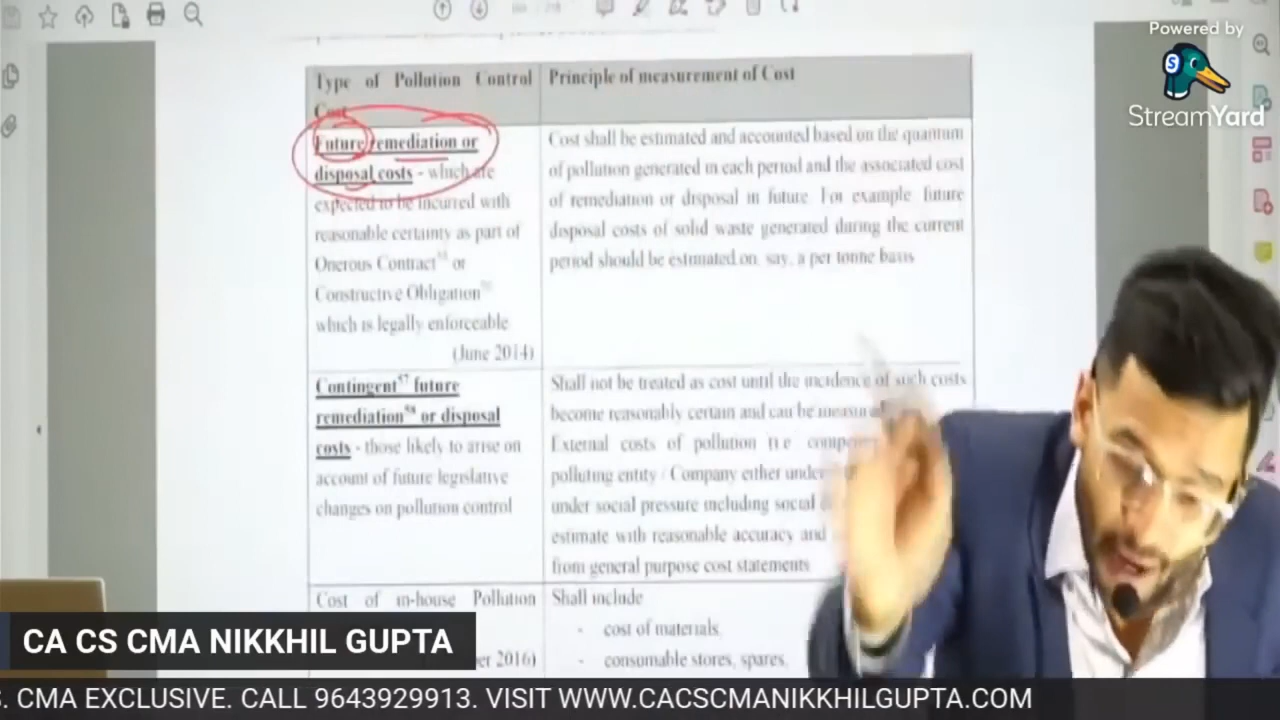 Powered by
StreamYard
Type of Pollution Control
Cost
Principle of measurement of Cost
Future remediation or
disposal costs - which are
expected to be incurred with
reasonable certainty as part of
Onerous Contract or
Constructive Obligation
which is legally enforceable
(June 2014)
Cost shall be estimated and accounted based on the quantum
of pollution generated in each period and the associated cost
of remediation or disposal in future. For example, future
disposal costs of solid waste generated during the current
period should be estimated on, say, a per tonne basis
Contingent future
remediation or disposal
costs - those likely to arise on
account of future legislative
changes on pollution control
Shall not be treated as cost until the incidence of such costs
become reasonably certain and can be
External costs of pollution
polluting entity / Company either
under social pressure including social
estimate with reasonable accuracy and
from general purpose cost statements
Cost of in-house Pollution
2016)
Shall include
- cost of materials,
- consumable stores, spares,
CA CS CMA NIKKHIL GUPTA
. CMA EXCLUSIVE. CALL 9643929913. VISIT WWW.CACSCMANIKKHILGUPTA.COM